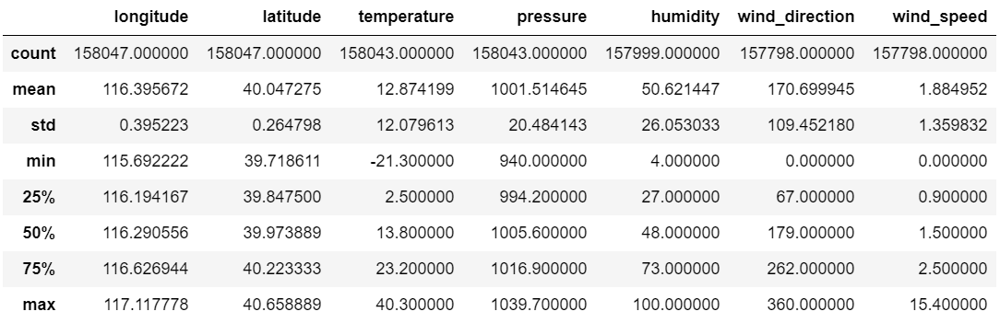 longitude latitude temperature pressure humidity wind_direction wind_speed
count 158047.000000 158047.000000 158043.000000 158043.000000 157999.000000 157798.000000 157798.000000
mean 116.395672 40.047275 12.874199 1001.514645 50.621447 170.699945 1.884952
std 0.395223 0.264798 12.079613 20.484143 26.053033 109.452180 1.359832
min 115.692222 39.718611 -21.300000 940.000000 4.000000 0.000000 0.000000
25% 116.194167 39.847500 2.500000 994.200000 27.000000 67.000000 0.900000
50% 116.290556 39.973889 13.800000 1005.600000 48.000000 179.000000 1.500000
75% 116.626944 40.223333 23.200000 1016.900000 73.000000 262.000000 2.500000
max 117.117778 40.658889 40.300000 1039.700000 100.000000 360.000000 15.400000